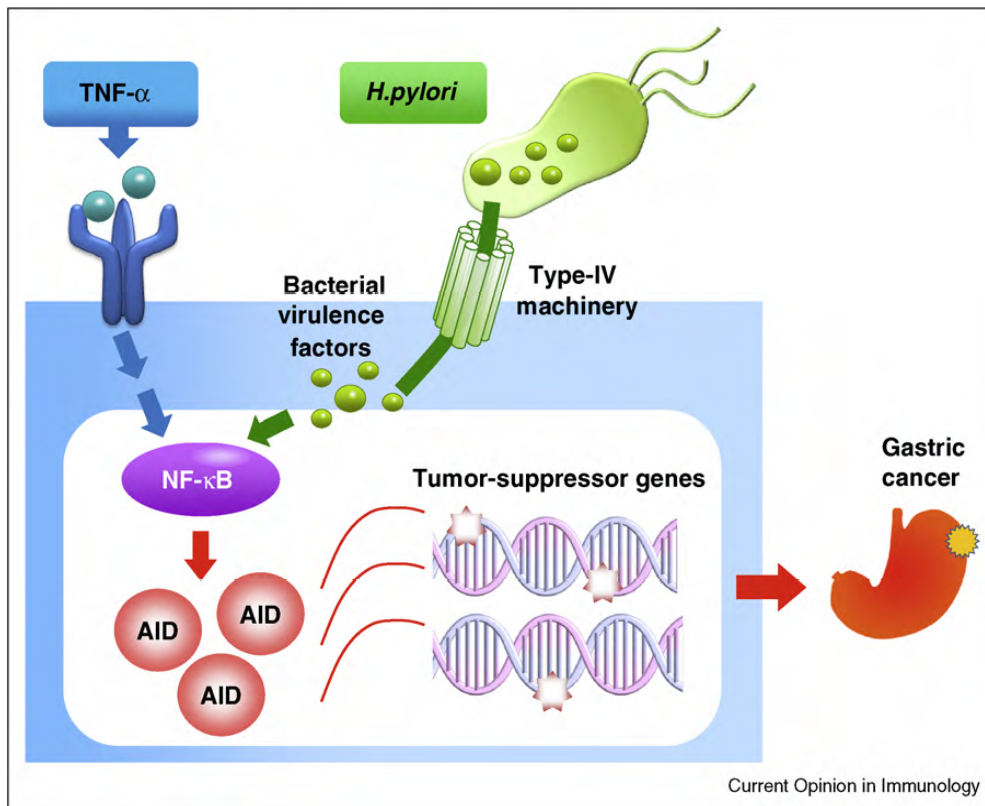 TNF-α
H.pylori
Type-IV
machinery
Bacterial
virulence
factors
NF-κB
Tumor-suppressor genes
Gastric
cancer
AID
AID
AID
Current Opinion in Immunology